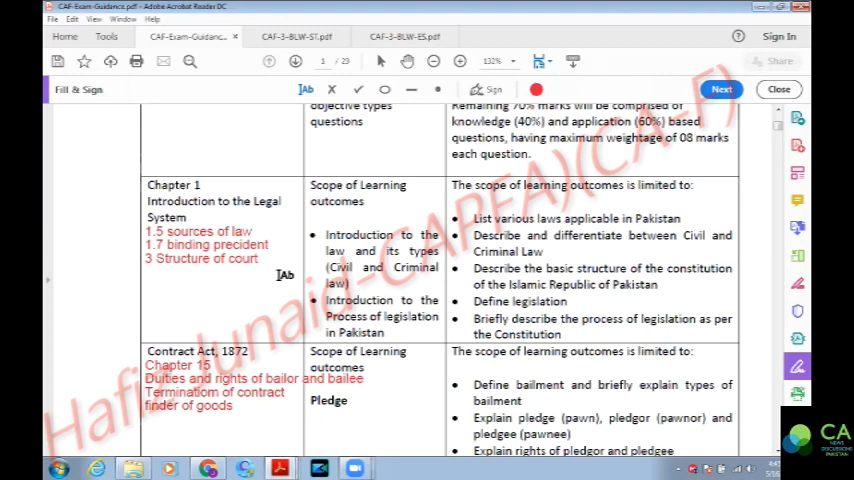 CAF-Exam-Guidance.pdf - Adobe Acrobat Reader DC
File Edit View Window Help
Home Tools CAF-Exam-Guidanc... × CAF-3-BLW-ST.pdf CAF-3-BLW-ES.pdf Sign In
1 / 23 132% Share
Fill & Sign Ab Sign Next Close
objective types
questions
Remaining 70% marks will be comprised of
knowledge (40%) and application (60%) based
questions, having maximum weightage of 08 marks
each question.
Chapter 1
Introduction to the Legal
System
1.5 sources of law
1.7 binding precident
3 Structure of court
Ab
Scope of Learning
outcomes
• Introduction to the
law and its types
(Civil and Criminal
law)
• Introduction to the
Process of legislation
in Pakistan
The scope of learning outcomes is limited to:
• List various laws applicable in Pakistan
• Describe and differentiate between Civil and
Criminal Law
• Describe the basic structure of the constitution
of the Islamic Republic of Pakistan
• Define legislation
• Briefly describe the process of legislation as per
the Constitution
Contract Act, 1872
Chapter 15
Duities and rights of bailor and bailee
Terminatiom of contract
finder of goods
Scope of Learning
outcomes
Pledge
The scope of learning outcomes is limited to:
• Define bailment and briefly explain types of
bailment
• Explain pledge (pawn), pledgor (pawnor) and
pledgee (pawnee)
• Explain rights of pledgor and pledgee
Hafiz Junaid-CAPFA)(CA-F)
CA
NEWS
DISCUSSIONS
PAKISTAN